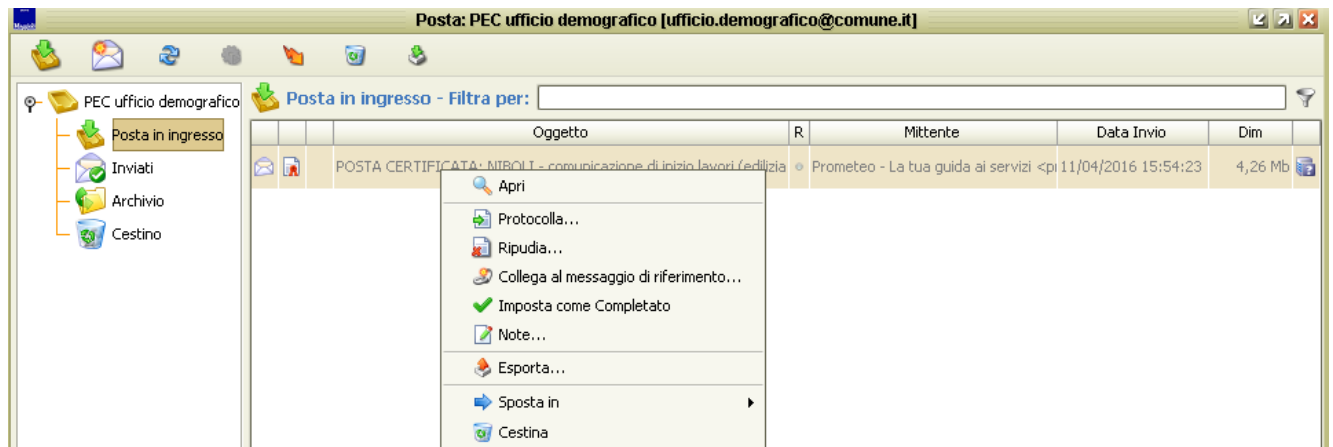 Posta: PEC ufficio demografico [ufficio.demografico@comune.it]
PEC ufficio demografico
Posta in ingresso
Inviati
Archivio
Cestino
Posta in ingresso - Filtra per:
Oggetto R Mittente Data Invio Dim
POSTA CERTIFICATA: NIBOLI - comunicazione di inizio lavori (edilizia Prometeo - La tua guida ai servizi <pr 11/04/2016 15:54:23 4,26 Mb
Apri
Protocolla...
Ripudia...
Collega al messaggio di riferimento...
Imposta come Completato
Note...
Esporta...
Sposta in
Cestina